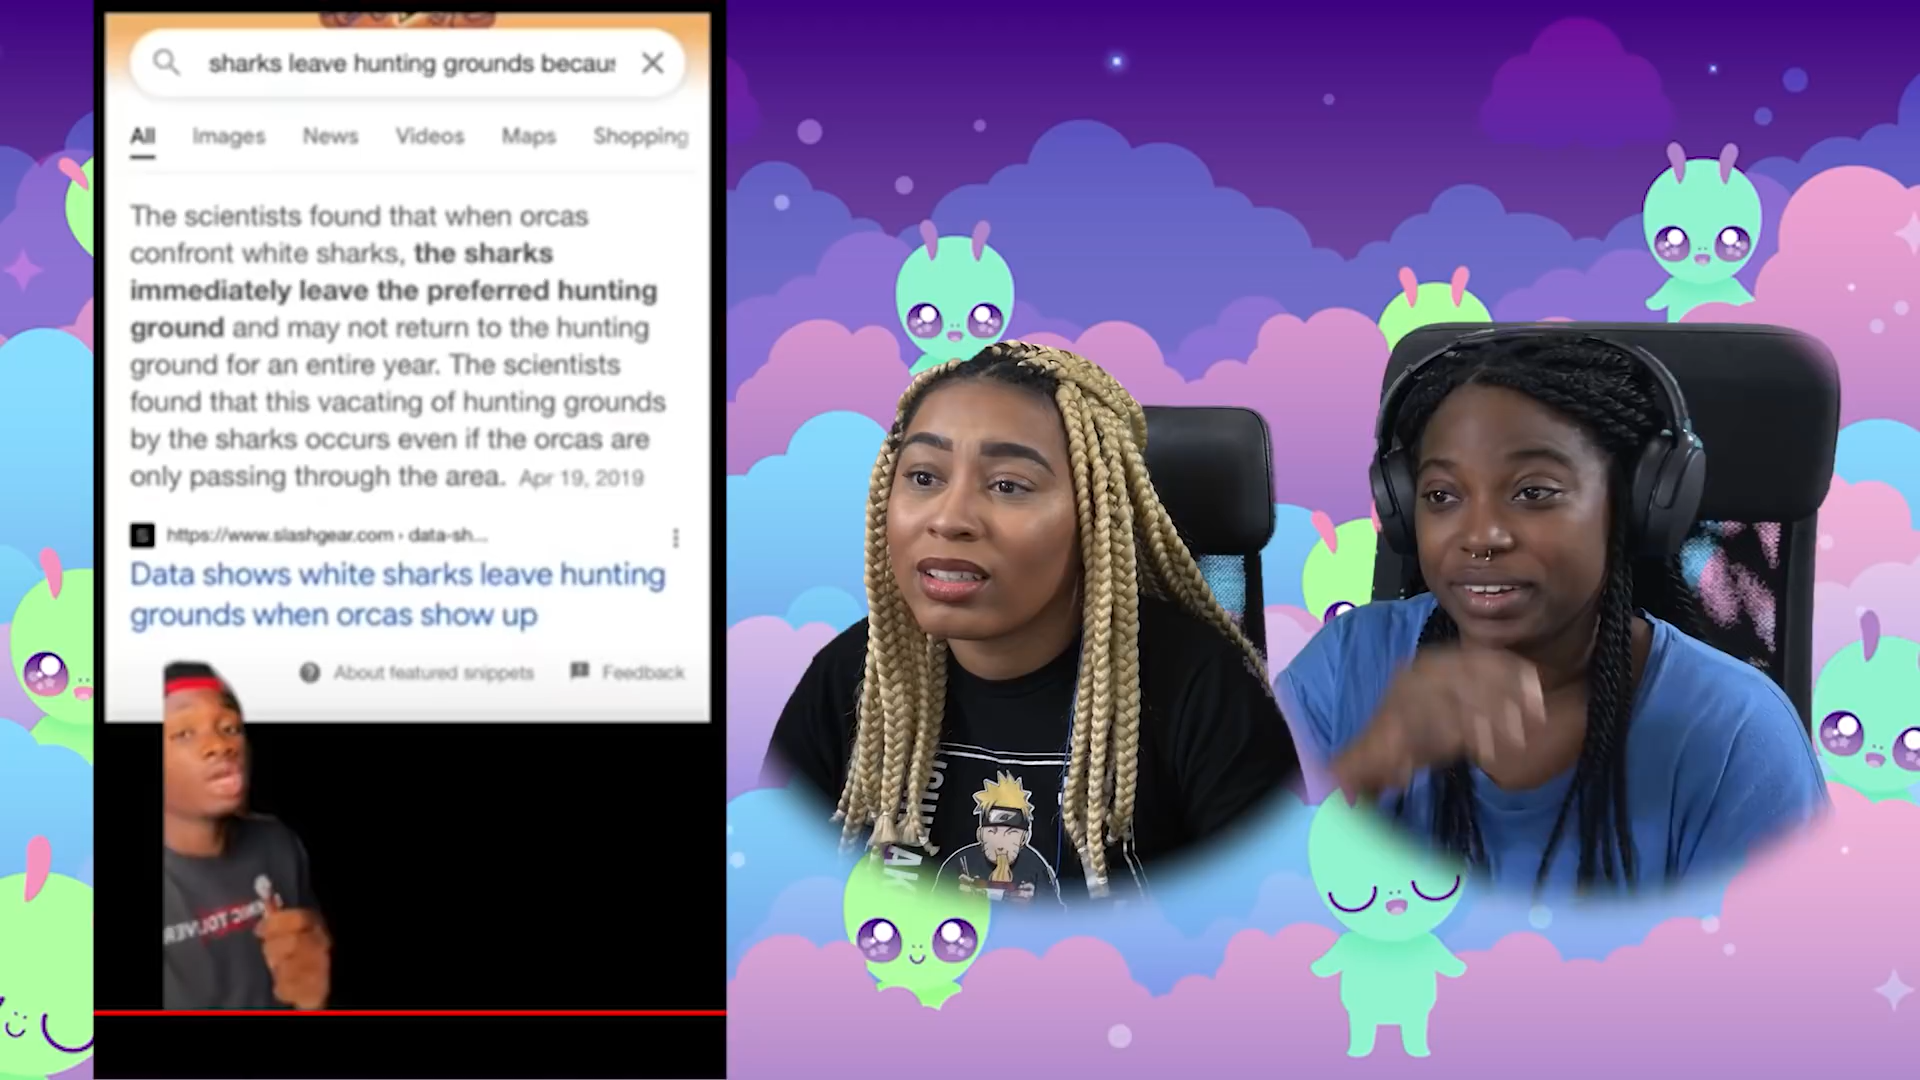 sharks leave hunting grounds becau
All Images News Videos Maps Shopping
The scientists found that when orcas
confront white sharks, the sharks
immediately leave the preferred hunting
ground and may not return to the hunting
ground for an entire year. The scientists
found that this vacating of hunting grounds
by the sharks occurs even if the orcas are
only passing through the area. Apr 19, 2019
https://www.slashgear.com › data-sh...
Data shows white sharks leave hunting
grounds when orcas show up
About featured snippets Feedback